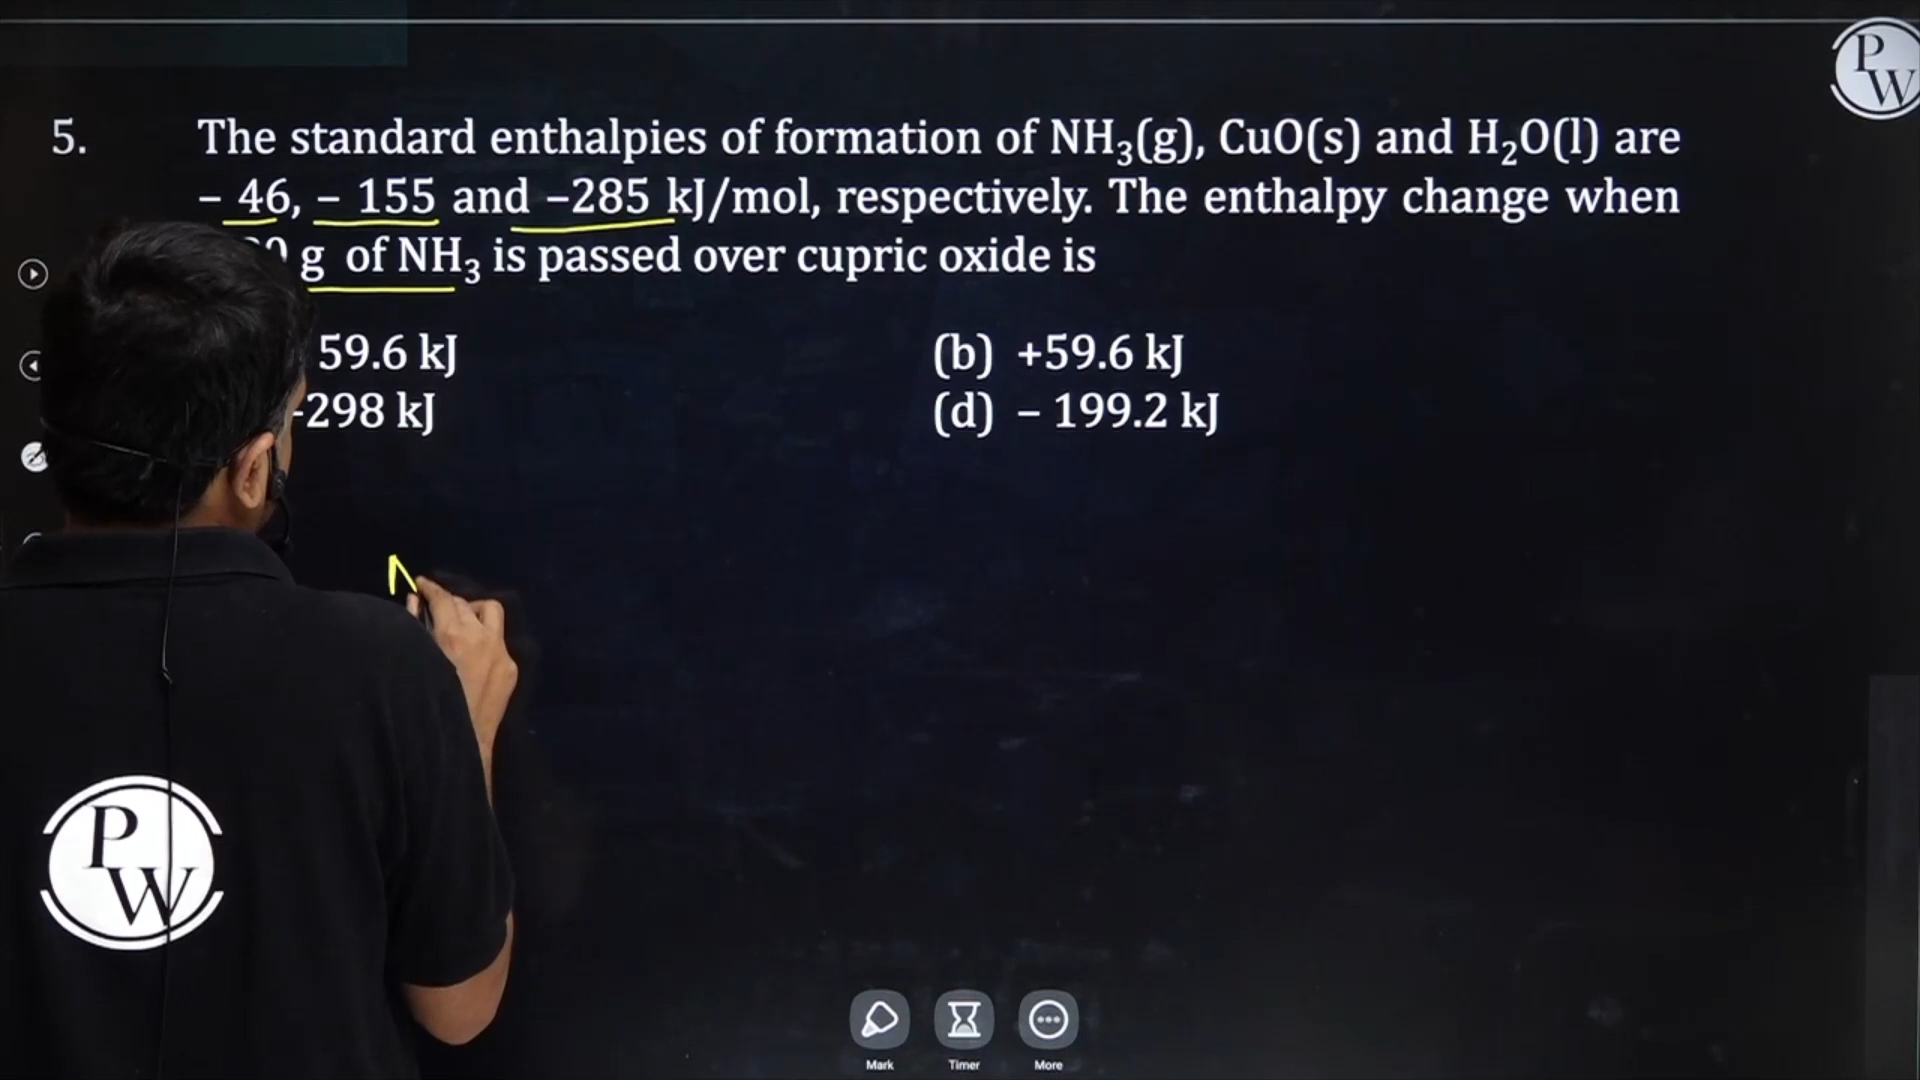 PW
5. The standard enthalpies of formation of NH₃(g), CuO(s) and H₂O(l) are
– 46, – 155 and –285 kJ/mol, respectively. The enthalpy change when
g of NH₃ is passed over cupric oxide is
59.6 kJ (b) +59.6 kJ
-298 kJ (d) – 199.2 kJ
PW
Mark Timer More